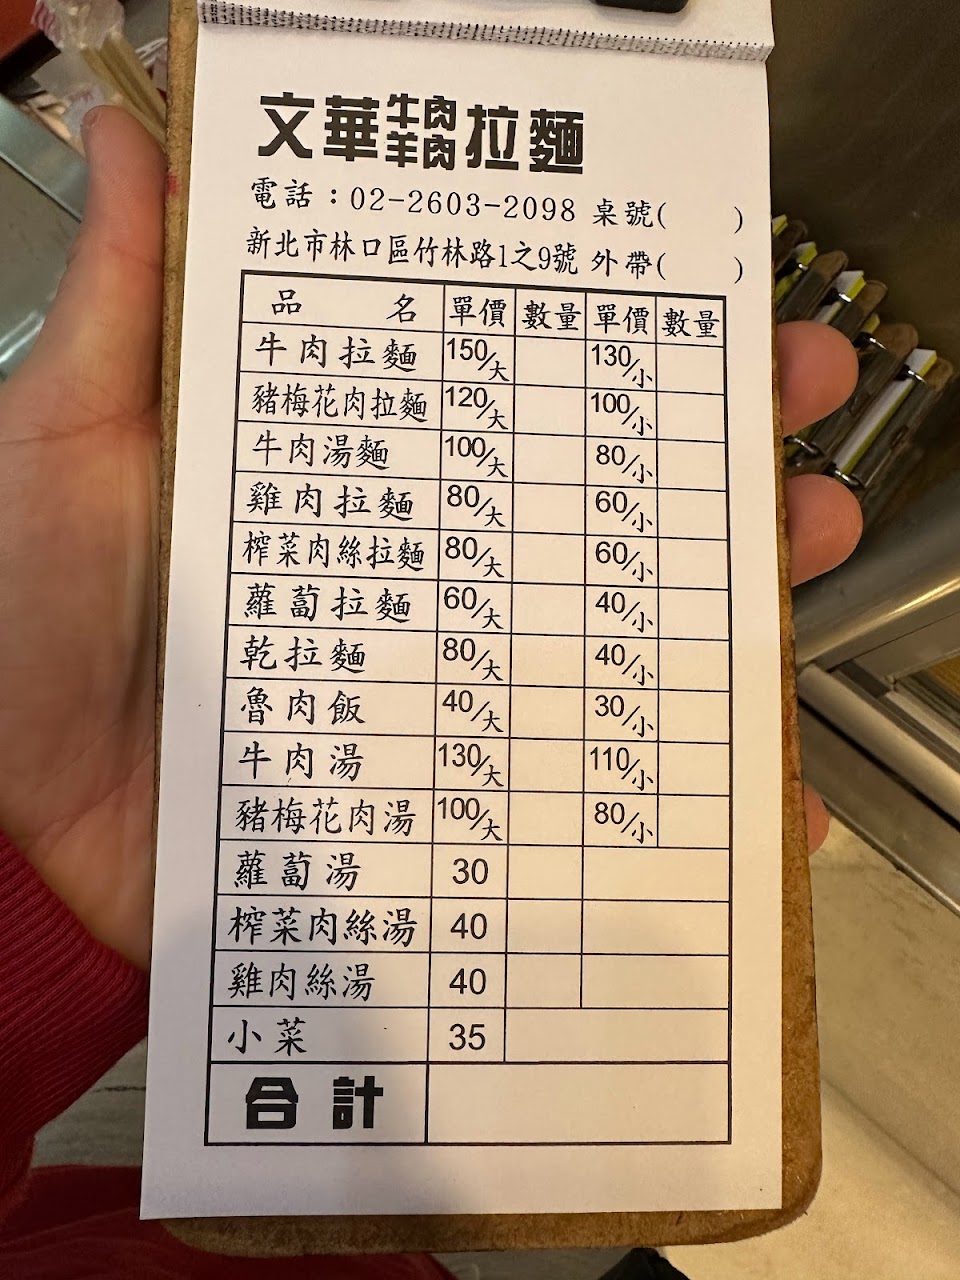 文華牛肉羊肉拉麵
電話：02-2603-2098 桌號(　　)
新北市林口區竹林路1之9號 外帶(　　)
品名 單價 數量 單價 數量
牛肉拉麵 150/大 130/小
豬梅花肉拉麵 120/大 100/小
牛肉湯麵 100/大 80/小
雞肉拉麵 80/大 60/小
榨菜肉絲拉麵 80/大 60/小
蘿蔔拉麵 60/大 40/小
乾拉麵 80/大 40/小
魯肉飯 40/大 30/小
牛肉湯 130/大 110/小
豬梅花肉湯 100/大 80/小
蘿蔔湯 30
榨菜肉絲湯 40
雞肉絲湯 40
小菜 35
合計